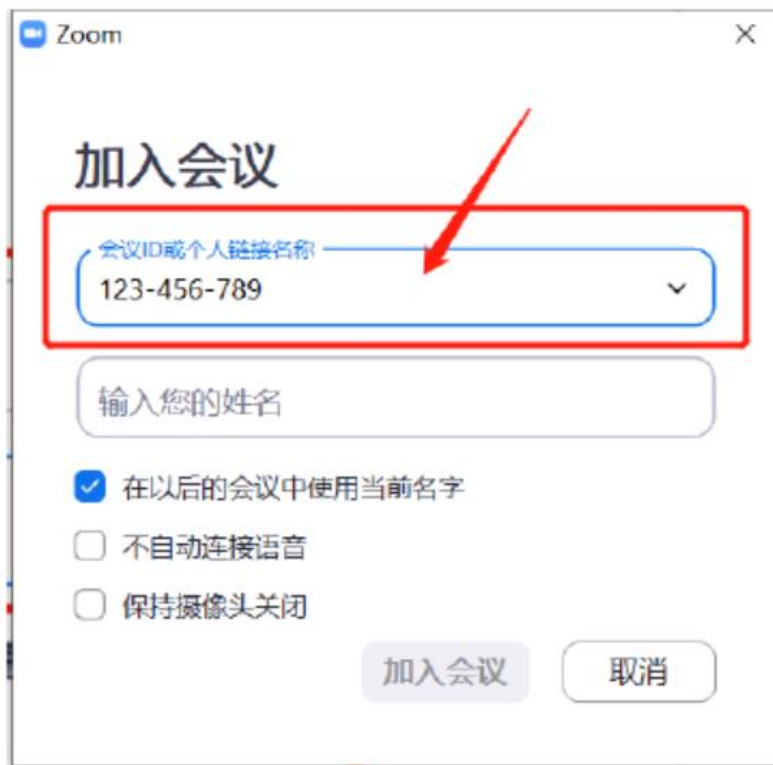 Zoom
加入会议
会议ID或个人链接名称
123-456-789
输入您的姓名
在以后的会议中使用当前名字
不自动连接语音
保持摄像头关闭
加入会议 取消